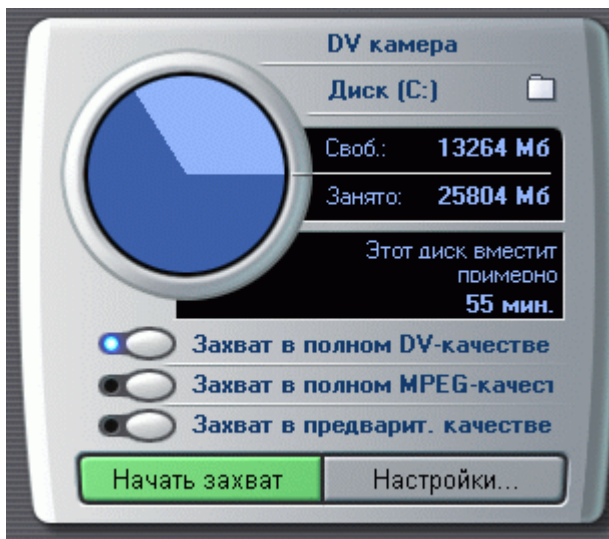 DV камера
Диск (C:)
Своб.: 13264 Мб
Занято: 25804 Мб
Этот диск вместит
примерно
55 мин.
Захват в полном DV-качестве
Захват в полном MPEG-качест
Захват в предварит. качестве
Начать захват Настройки...